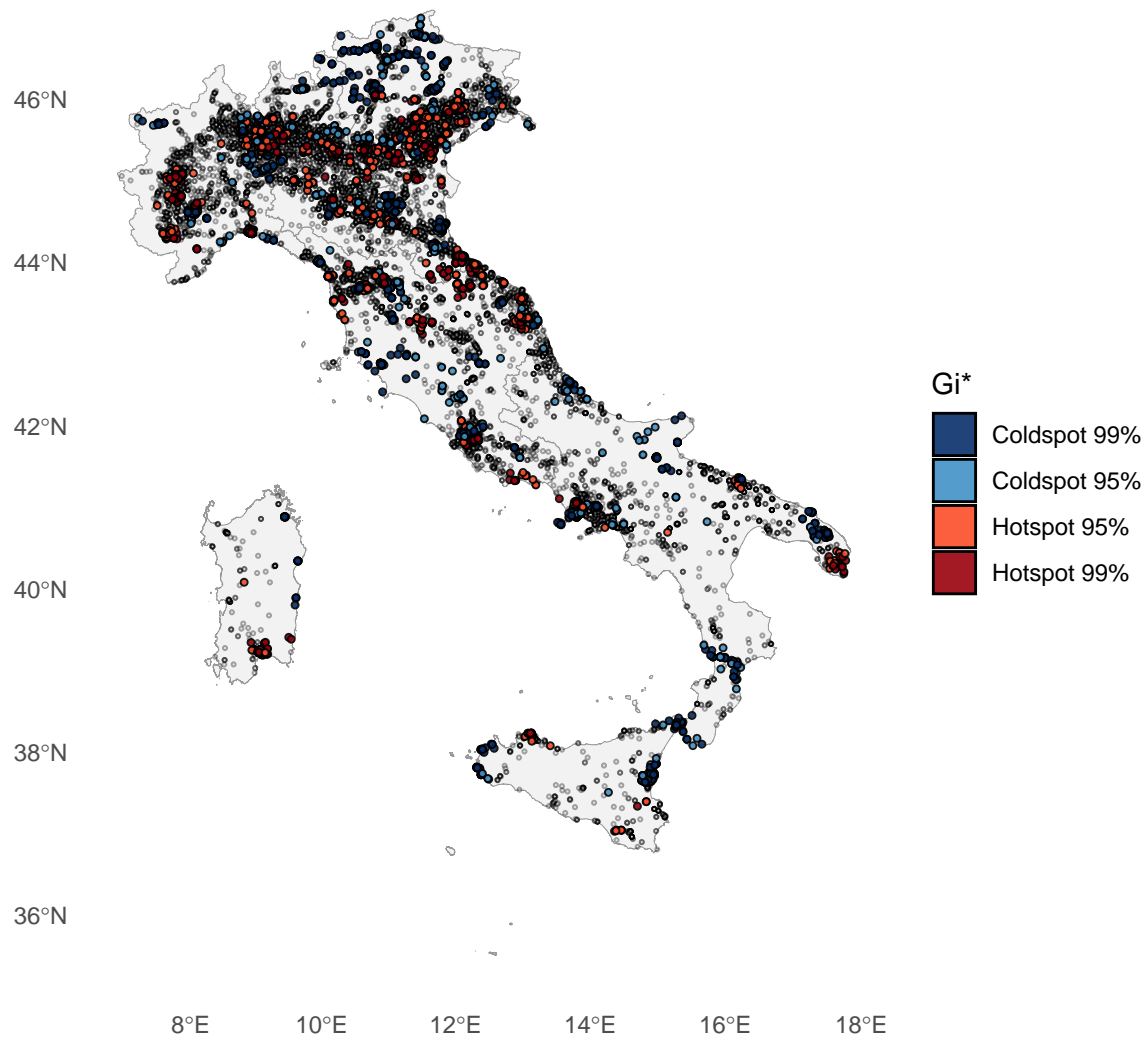 46°N
44°N
42°N
40°N
38°N
36°N
8°E
10°E
12°E
14°E
16°E
18°E
Gi*
Coldspot 99%
Coldspot 95%
Hotspot 95%
Hotspot 99%